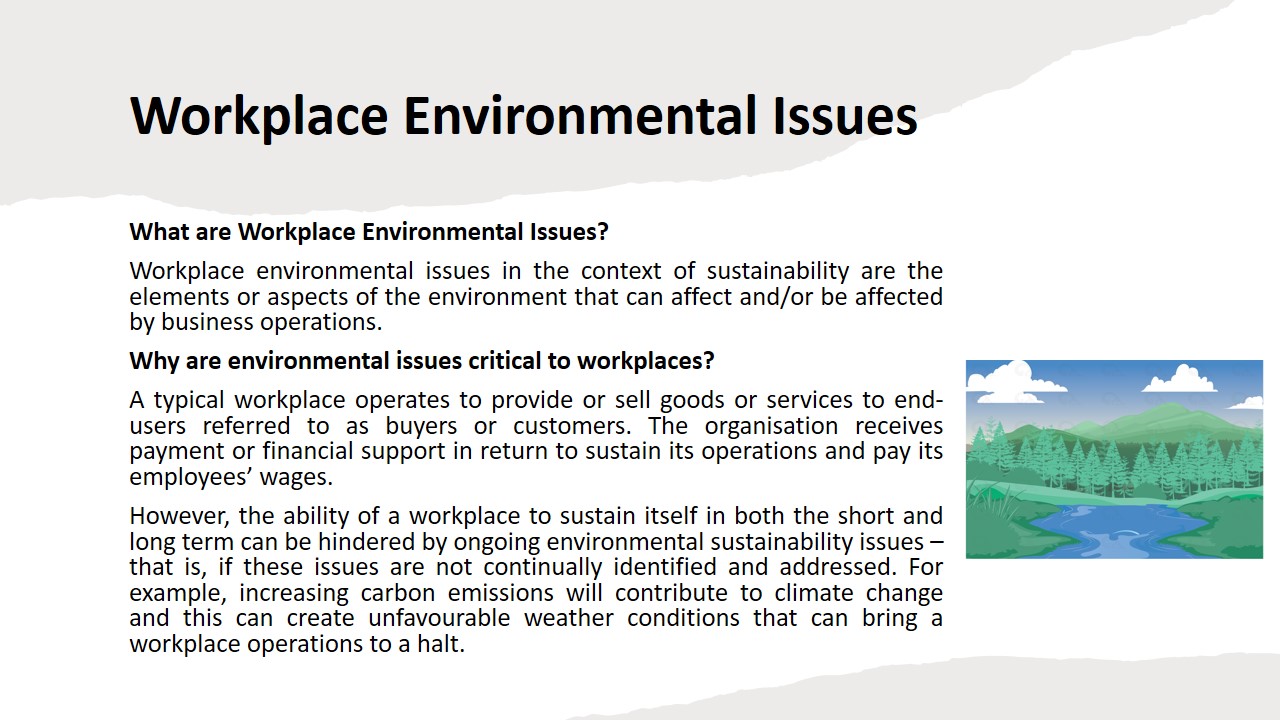 Workplace Environmental Issues
What are Workplace Environmental Issues?
Workplace environmental issues in the context of sustainability are the
elements or aspects of the environment that can affect and/or be affected
by business operations.
Why are environmental issues critical to workplaces?
A typical workplace operates to provide or sell goods or services to end-
users referred to as buyers or customers. The organisation receives
payment or financial support in return to sustain its operations and pay its
employees’ wages.
However, the ability of a workplace to sustain itself in both the short and
long term can be hindered by ongoing environmental sustainability issues –
that is, if these issues are not continually identified and addressed. For
example, increasing carbon emissions will contribute to climate change
and this can create unfavourable weather conditions that can bring a
workplace operations to a halt.